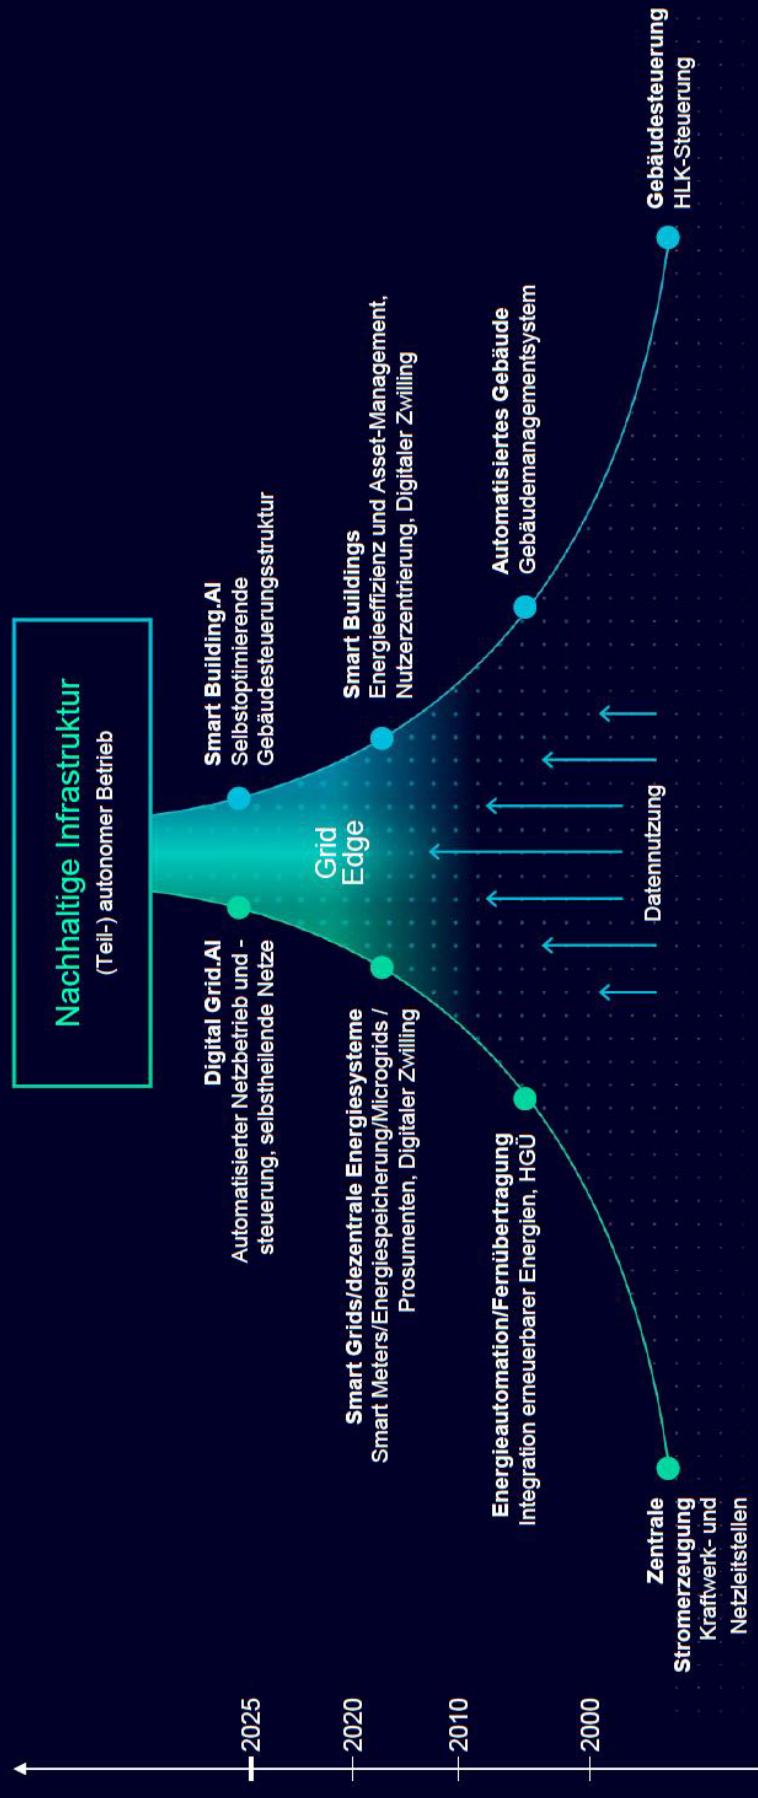 Nachhaltige Infrastruktur
(Teil-) autonomer Betrieb
2025
Digital Grid.AI
Automatisierter Netzbetrieb und -
steuerung, selbstheilende Netze
Smart Building.AI
Selbstoptimierende
Gebäudesteuerungsstruktur
2020
Smart Grids/dezentrale Energiesysteme
Smart Meters/Energiespeicherung/Microgrids /
Prosumenten, Digitaler Zwilling
Grid
Edge
Smart Buildings
Energieeffizienz und Asset-Management,
Nutzerzentrierung, Digitaler Zwilling
2010
Energieautomation/Fernübertragung
Integration erneuerbarer Energien, HGÜ
Automatisiertes Gebäude
Gebäudemanagementsystem
2000
Zentrale
Stromerzeugung
Kraftwerk- und
Netzleitstellen
Datennutzung
Gebäudesteuerung
HLK-Steuerung